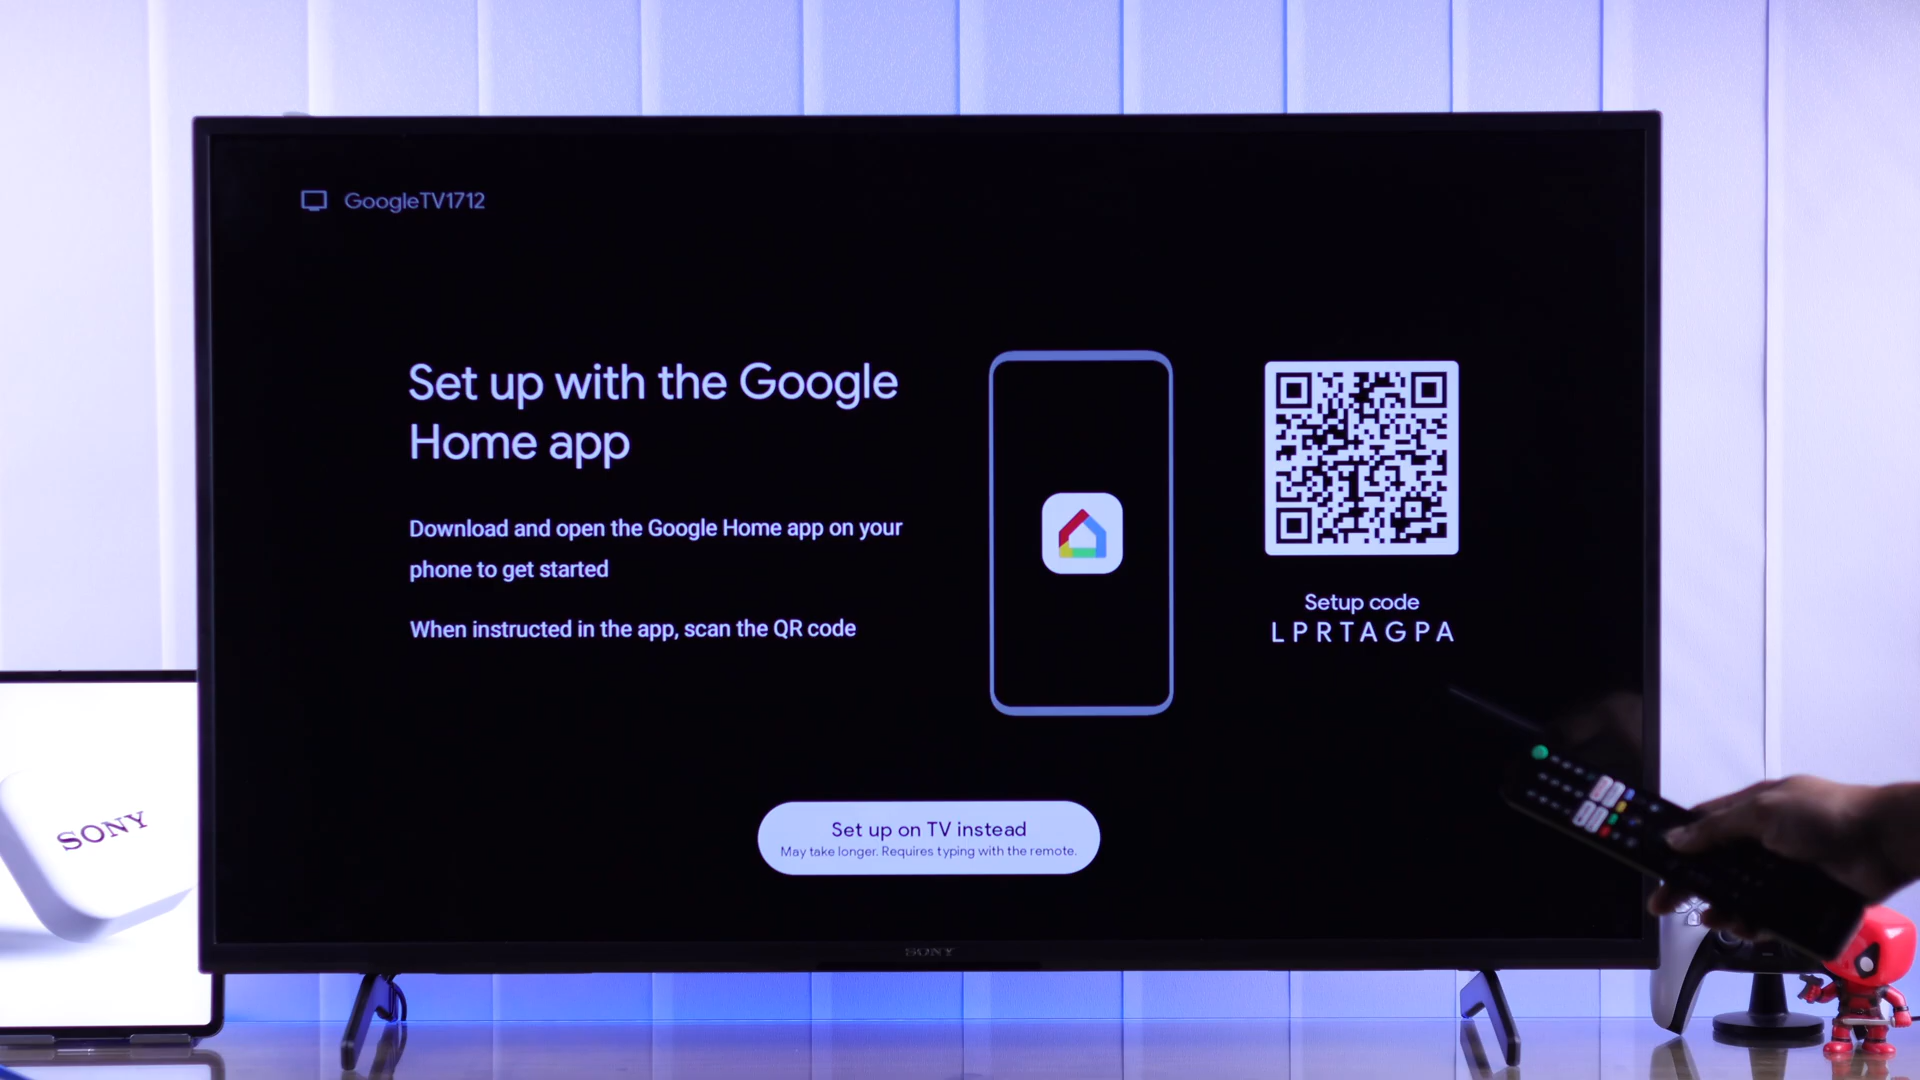 GoogleTV1712
Set up with the Google
Home app
Download and open the Google Home app on your
phone to get started
When instructed in the app, scan the QR code
Setup code
LPRTAGPA
Set up on TV instead
May take longer. Requires typing with the remote.
SONY
SONY